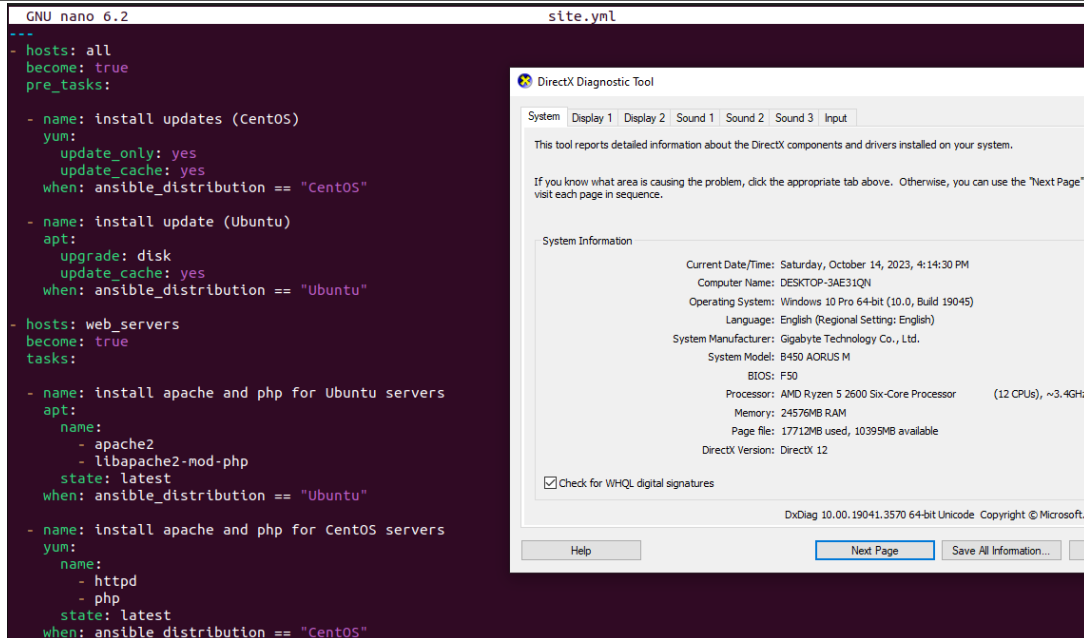 GNU nano 6.2 site.yml
---
- hosts: all
become: true
pre_tasks:
- name: install updates (CentOS)
yum:
update_only: yes
update_cache: yes
when: ansible_distribution == "CentOS"
- name: install update (Ubuntu)
apt:
upgrade: disk
update_cache: yes
when: ansible_distribution == "Ubuntu"
- hosts: web_servers
become: true
tasks:
- name: install apache and php for Ubuntu servers
apt:
name:
- apache2
- libapache2-mod-php
state: latest
when: ansible_distribution == "Ubuntu"
- name: install apache and php for CentOS servers
yum:
name:
- httpd
- php
state: latest
when: ansible_distribution == "CentOS"
DirectX Diagnostic Tool
System Display 1 Display 2 Sound 1 Sound 2 Sound 3 Input
This tool reports detailed information about the DirectX components and drivers installed on your system.
If you know what area is causing the problem, click the appropriate tab above. Otherwise, you can use the "Next Page"
visit each page in sequence.
System Information
Current Date/Time: Saturday, October 14, 2023, 4:14:30 PM
Computer Name: DESKTOP-3AE31QN
Operating System: Windows 10 Pro 64-bit (10.0, Build 19045)
Language: English (Regional Setting: English)
System Manufacturer: Gigabyte Technology Co., Ltd.
System Model: B450 AORUS M
BIOS: F50
Processor: AMD Ryzen 5 2600 Six-Core Processor (12 CPUs), ~3.4GHz
Memory: 24576MB RAM
Page file: 17712MB used, 10395MB available
DirectX Version: DirectX 12
Check for WHQL digital signatures
DxDiag 10.00.19041.3570 64-bit Unicode Copyright © Microsoft.
Help Next Page Save All Information...